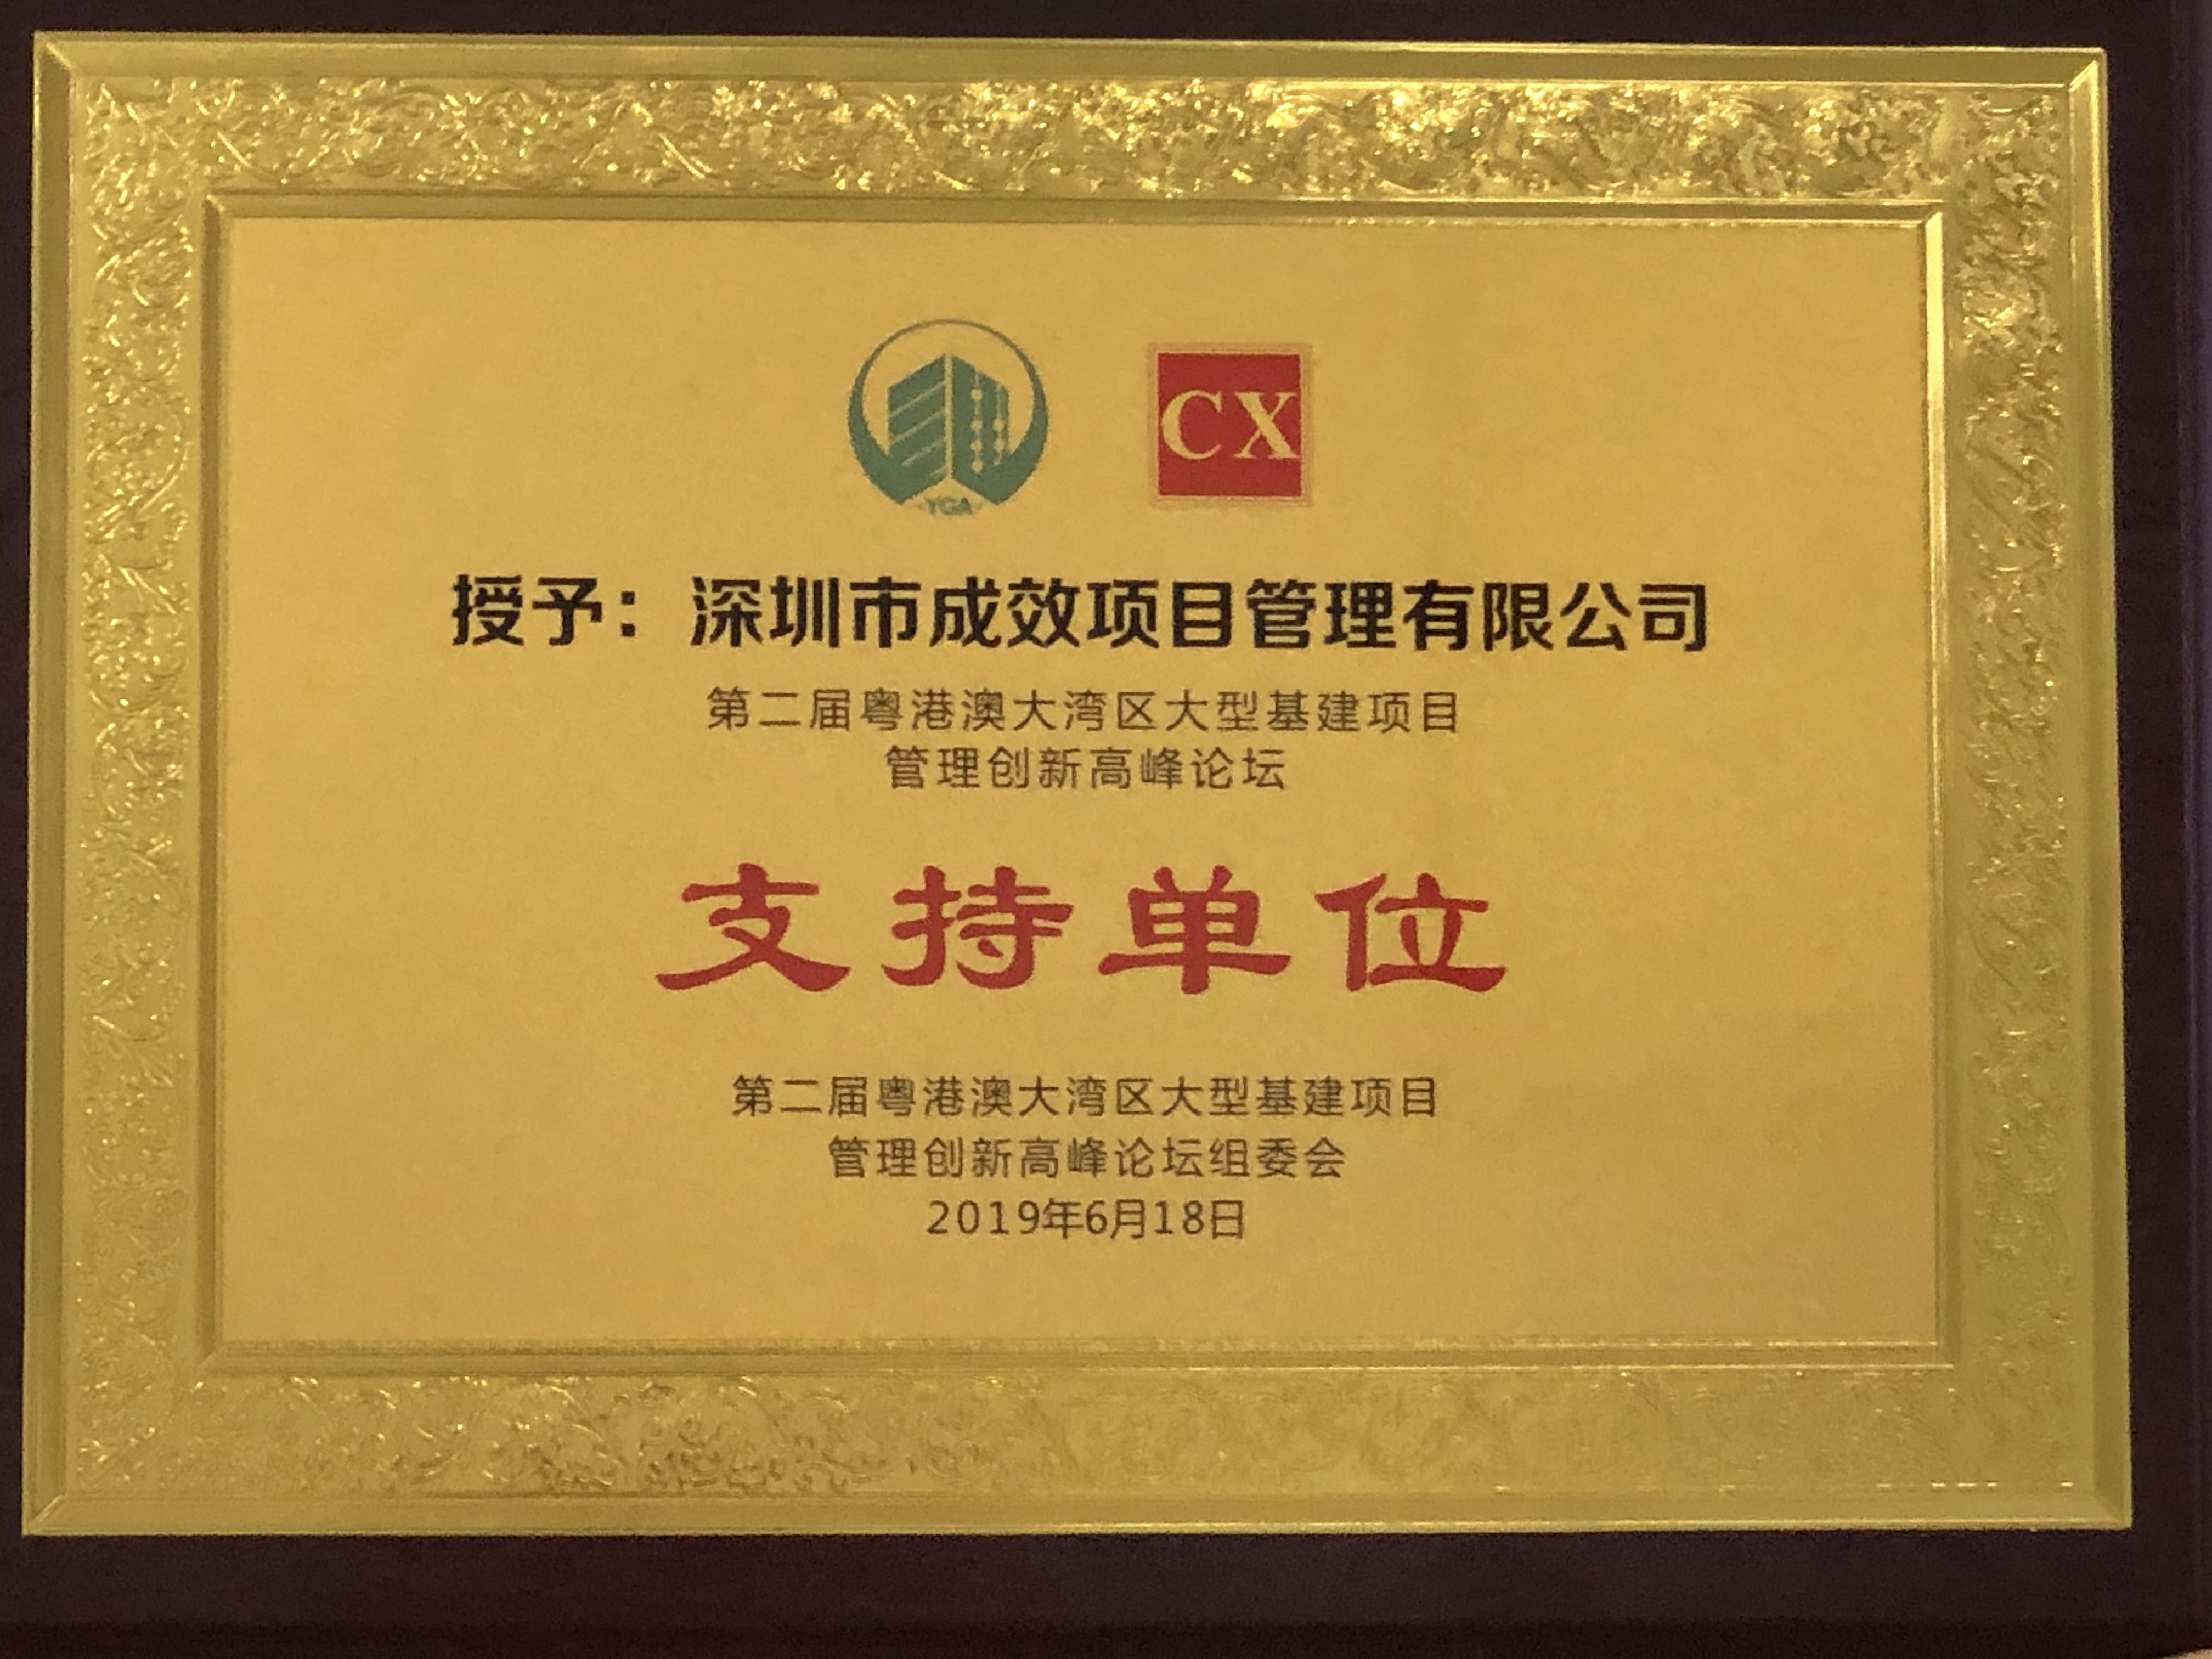 YGA
CX
授予：深圳市成效项目管理有限公司
第二届粤港澳大湾区大型基建项目
管理创新高峰论坛
支持单位
第二届粤港澳大湾区大型基建项目
管理创新高峰论坛组委会
2019年6月18日